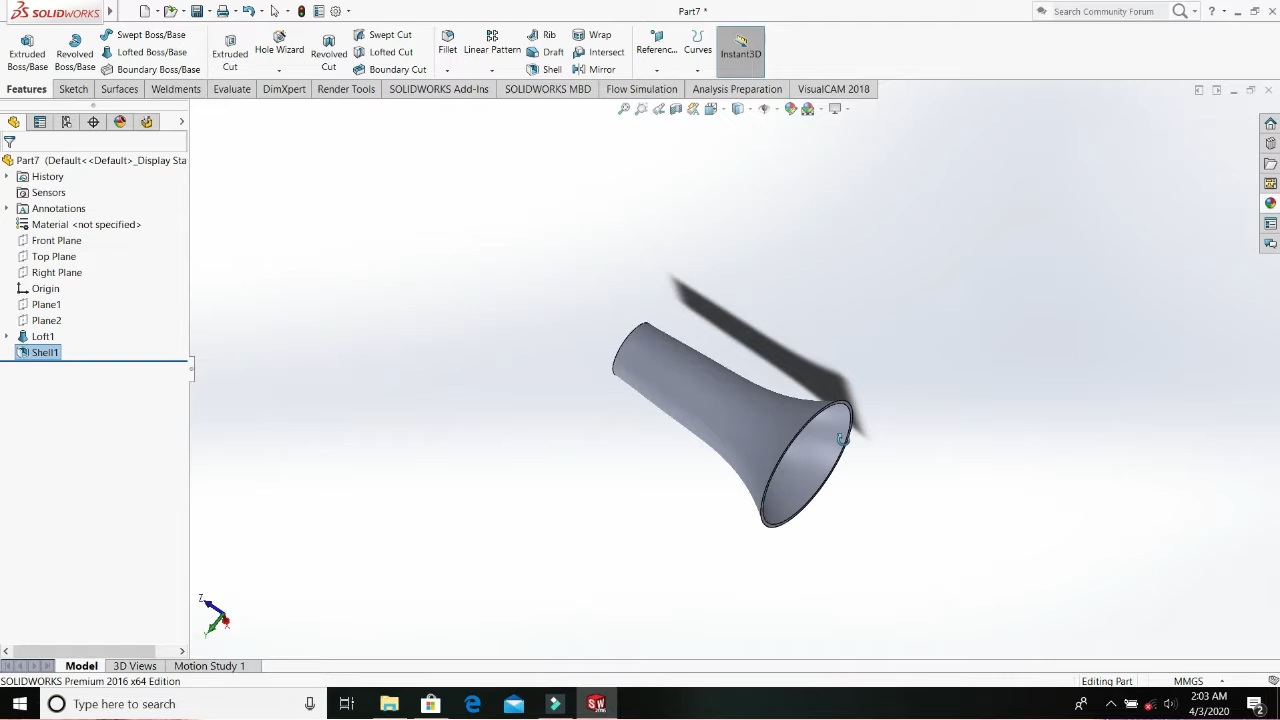 SOLIDWORKS
Part7 *
Search Community Forum
?
Extruded Boss/Base
Revolved Boss/Base
Swept Boss/Base
Lofted Boss/Base
Boundary Boss/Base
Extruded Cut
Hole Wizard
Revolved Cut
Swept Cut
Lofted Cut
Boundary Cut
Fillet
Linear Pattern
Rib
Draft
Shell
Wrap
Intersect
Mirror
Referenc...
Curves
Instant3D
Features
Sketch
Surfaces
Weldments
Evaluate
DimXpert
Render Tools
SOLIDWORKS Add-Ins
SOLIDWORKS MBD
Flow Simulation
Analysis Preparation
VisualCAM 2018
Part7 (Default<<Default>_Display Sta
History
Sensors
Annotations
Material <not specified>
Front Plane
Top Plane
Right Plane
Origin
Plane1
Plane2
Loft1
Shell1
Z
Y
X
Model
3D Views
Motion Study 1
SOLIDWORKS Premium 2016 x64 Edition
Editing Part
MMGS
Type here to search
SW
2016
2:03 AM
4/3/2020
2